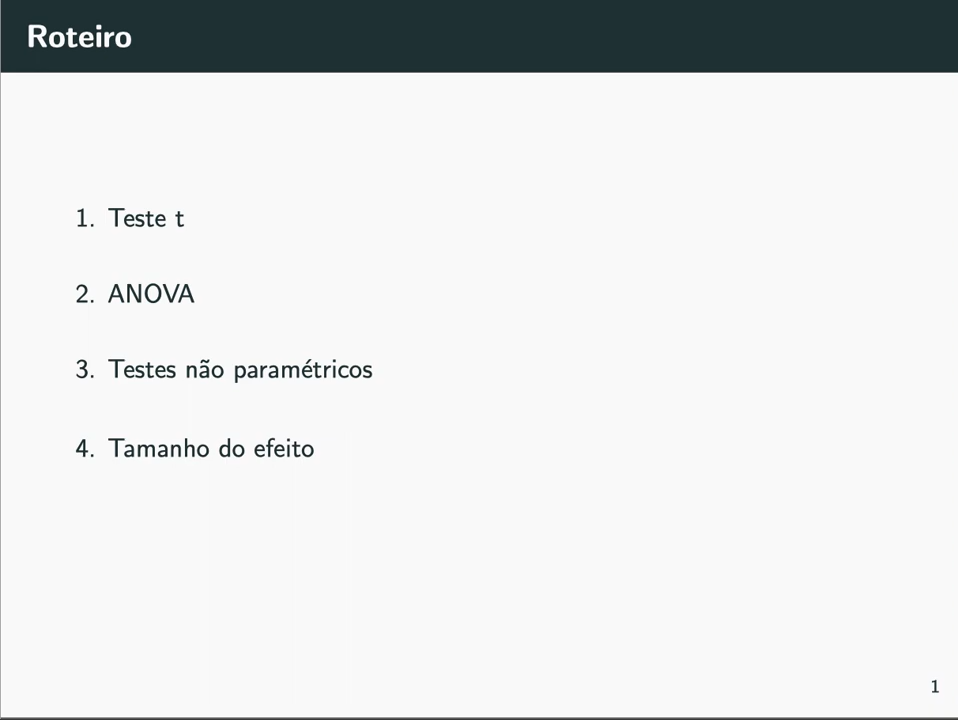 Roteiro
1. Teste t
2. ANOVA
3. Testes não paramétricos
4. Tamanho do efeito
1